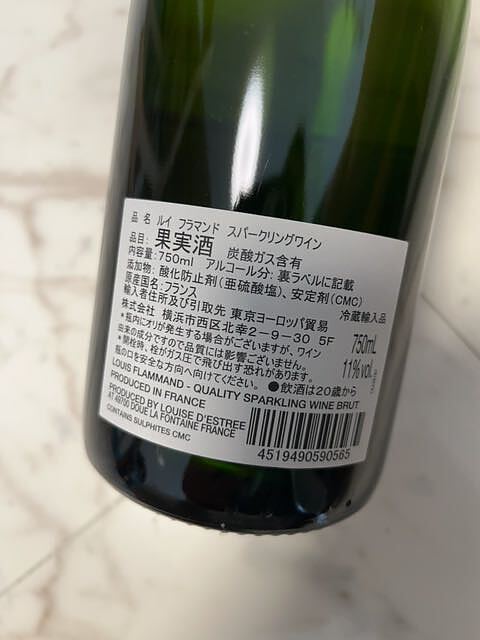 品 名 ルイ フラマンド スパークリングワイン
品目: 果実酒 炭酸ガス含有
内容量:750ml アルコール分: 裏ラベルに記載
添加物: 酸化防止剤(亜硫酸塩)、安定剤(CMC)
原産国名:フランス 冷蔵輸入品
輸入者住所及び引取先 東京ヨーロッパ貿易
株式会社 横浜市西区北幸2-9-30 5F
*瓶内にオリが発生する場合がございますが、ワイン
由来の成分ですので品質には影響ございません。
*開栓時、栓がガス圧で飛び出す恐れがあります。
瓶の口を安全な方向へ向けてください。 ●飲酒は20歳から
750mL
11%vol.
LOUIS FLAMMAND - QUALITY SPARKLING WINE BRUT
PRODUCED IN FRANCE
PRODUCED BY LOUISE D'ESTREE
AT 49700 DOUE LA FONTAINE FRANCE
CONTAINS SULPHITES CMC
4519490590565